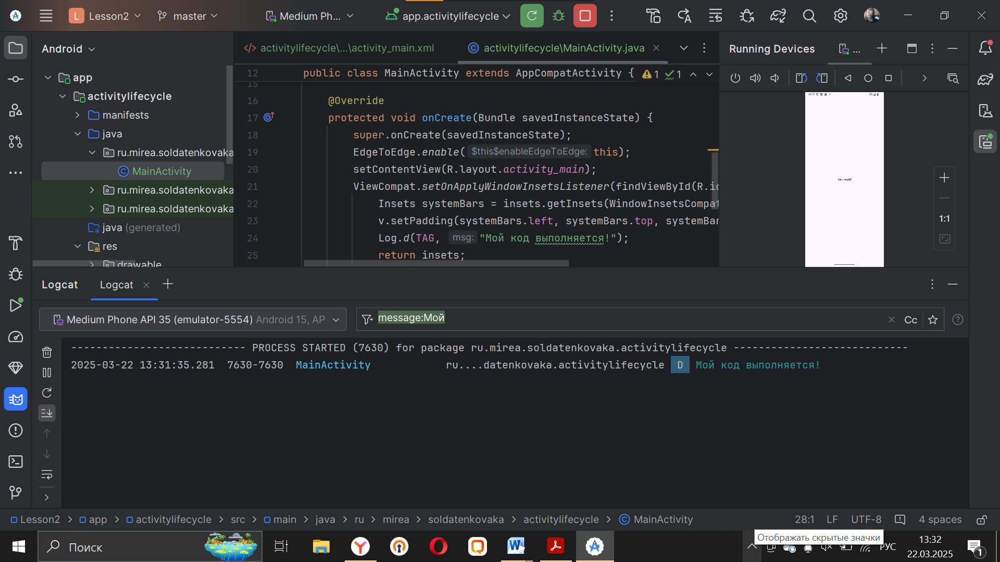 L Lesson2 master Medium Ph... app.activitylifecycle
Android
activitylifecycle\...\activity_main.xml
activitylifecycle\MainActivity.java
Running Devices
...
app
activitylifecycle
manifests
java
ru.mirea.soldatenkovaka
MainActivity
ru.mirea.soldatenkovaka
ru.mirea.soldatenkovaka
java (generated)
res
drawable
12 public class MainActivity extends AppCompatActivity { 1 1
15
16 @Override
17 protected void onCreate(Bundle savedInstanceState) {
18 super.onCreate(savedInstanceState);
19 EdgeToEdge.enable( $this$enableEdgeToEdge: this);
20 setContentView(R.layout.activity_main);
21 ViewCompat.setOnApplyWindowInsetsListener(findViewById(R.id
22 Insets systemBars = insets.getInsets(WindowInsetsCompat
23 v.setPadding(systemBars.left, systemBars.top, systemBar
24 Log.d(TAG, msg: "Мой код выполняется!");
25 return insets;
Hello World!
1:1
Logcat Logcat
Medium Phone API 35 (emulator-5554) Android 15, AP
message:Мой
Cc
?
---------------------------- PROCESS STARTED (7630) for package ru.mirea.soldatenkovaka.activitylifecycle ----------------------------
2025-03-22 13:31:35.281 7630-7630 MainActivity ru....datenkovaka.activitylifecycle D Мой код выполняется!
Lesson2 > app > activitylifecycle > src > main > java > ru > mirea > soldatenkovaka > activitylifecycle > MainActivity
28:1 LF UTF-8 4 spaces
Отображать скрытые значки
Поиск
РУС
13:32
22.03.2025
1